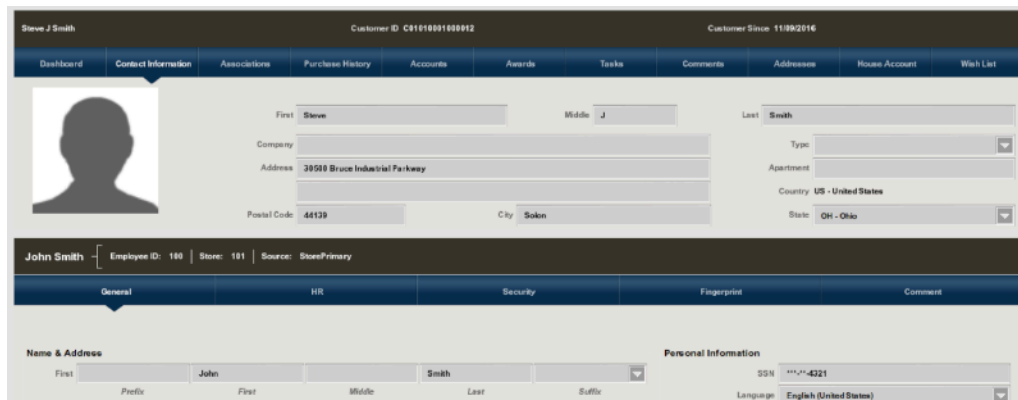 Steve J Smith Customer ID C01010001000012 Customer Since 11/09/2016
Dashboard Contact Information Associations Purchase History Accounts Awards Tasks Comments Addresses House Account Wish List
First Steve Middle J Last Smith
Company Type
Address 30500 Bruce Industrial Parkway Apartment
Country US - United States
Postal Code 44139 City Solon State OH - Ohio
John Smith Employee ID: 100 Store: 101 Source: StorePrimary
General HR Security Fingerprint Comment
Name & Address Personal Information
First John Smith SSN ***-**-4321
Prefix First Middle Last Suffix
Language English (United States)